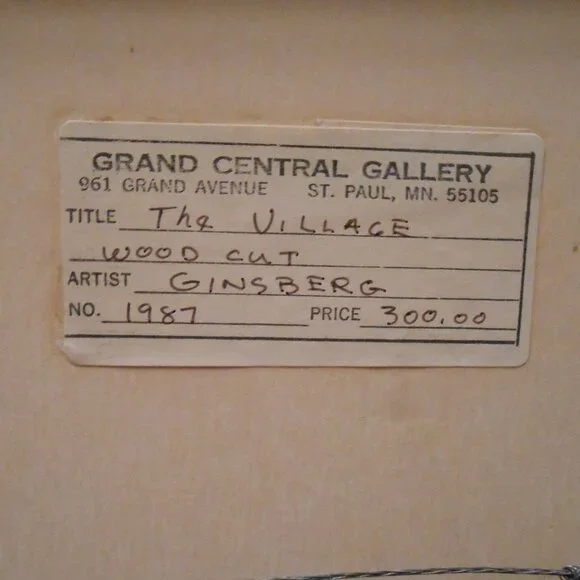 GRAND CENTRAL GALLERY
961 GRAND AVENUE ST. PAUL, MN. 55105
TITLE The VILLAGE
WOOD CUT
ARTIST GINSBERG
NO. 1987 PRICE 300.00